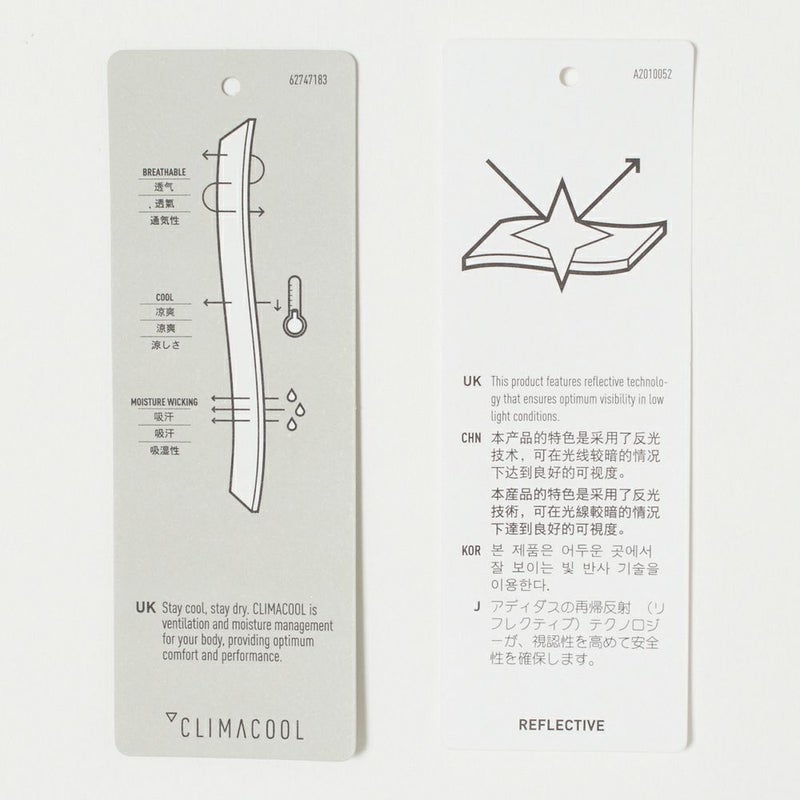 62747183
BREATHABLE
透气
透氣
通気性
COOL
凉爽
涼爽
涼しさ
MOISTURE WICKING
吸汗
吸汗
吸湿性
UK Stay cool, stay dry. CLIMACOOL is
ventilation and moisture management
for your body, providing optimum
comfort and performance.
CLIMACOOL
A2010052
UK This product features reflective technolo-
gy that ensures optimum visibility in low
light conditions.
CHN 本产品的特色是采用了反光
技术，可在光线较暗的情况
下达到良好的可视度。
本産品的特色是采用了反光
技術，可在光線較暗的情況
下達到良好的可視度。
KOR 본 제품은 어두운 곳에서
잘 보이는 빛 반사 기술을
이용한다.
J アディダスの再帰反射 （リ
フレクティブ）テクノロジ
ーが、視認性を高めて安全
性を確保します。
REFLECTIVE